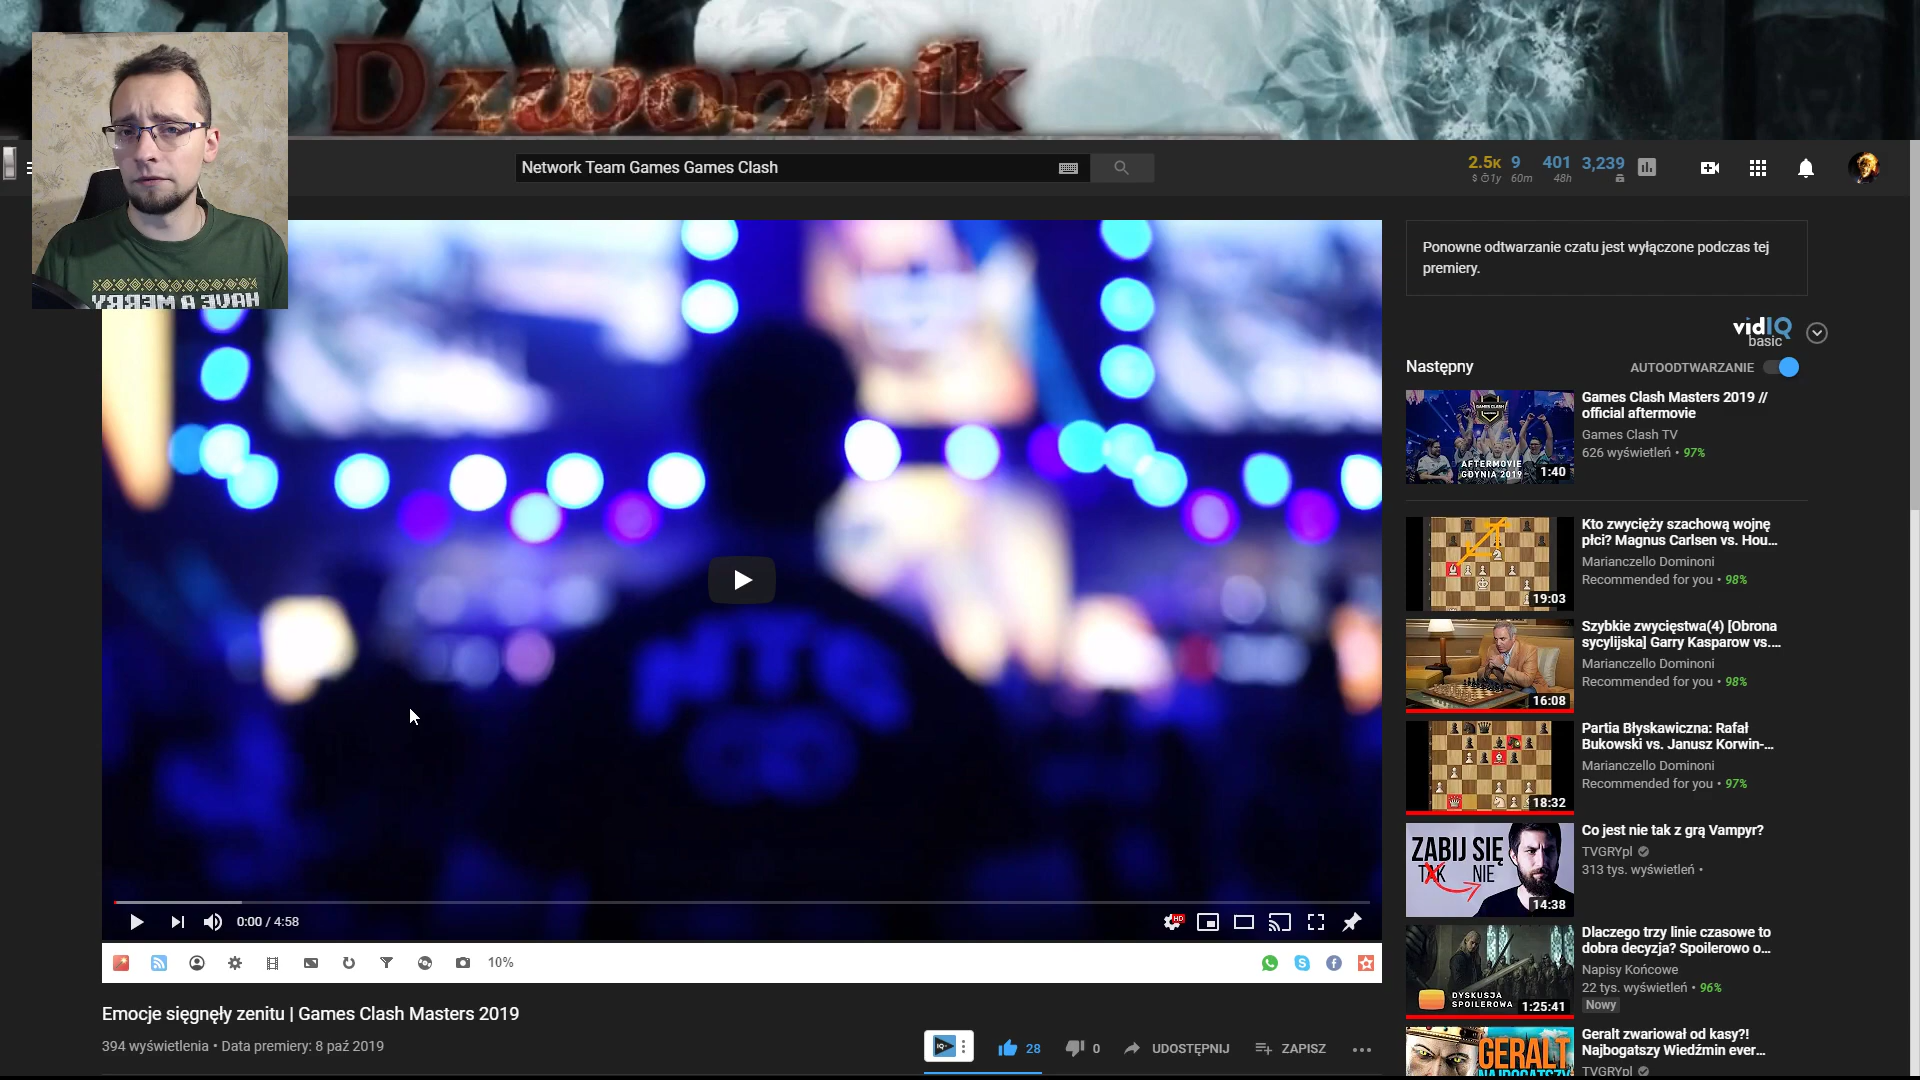 Dzwonnik
HAVE A MERRY
Network Team Games Games Clash
2.5K 9 401 3,239
$ 1y 60m 48h
Ponowne odtwarzanie czatu jest wyłączone podczas tej
premiery.
vidIQ
basic
Następny AUTOODTWARZANIE
GAMES CLASH
AFTERMOVIE
GDYNIA 2019
1:40
Games Clash Masters 2019 //
official aftermovie
Games Clash TV
626 wyświetleń • 97%
19:03
Kto zwycięży szachową wojnę
płci? Magnus Carlsen vs. Hou...
Marianczello Dominoni
Recommended for you • 98%
16:08
Szybkie zwycięstwa(4) [Obrona
sycylijska] Garry Kasparow vs....
Marianczello Dominoni
Recommended for you • 98%
18:32
Partia Błyskawiczna: Rafał
Bukowski vs. Janusz Korwin-...
Marianczello Dominoni
Recommended for you • 97%
ZABIJ SIĘ
TAK NIE
14:38
Co jest nie tak z grą Vampyr?
TVGRYpl
313 tys. wyświetleń •
DYSKUSJA
SPOILEROWA
1:25:41
Dlaczego trzy linie czasowe to
dobra decyzja? Spoilerowo o...
Napisy Końcowe
22 tys. wyświetleń • 96%
Nowy
GERALT
NAJBOGATSZY
Geralt zwariował od kasy?!
Najbogatszy Wiedźmin ever...
TVGRYpl
NTG
0:00 / 4:58
HD
10%
Emocje sięgnęły zenitu | Games Clash Masters 2019
394 wyświetlenia • Data premiery: 8 paź 2019
IQ
28
0
UDOSTĘPNIJ
ZAPISZ